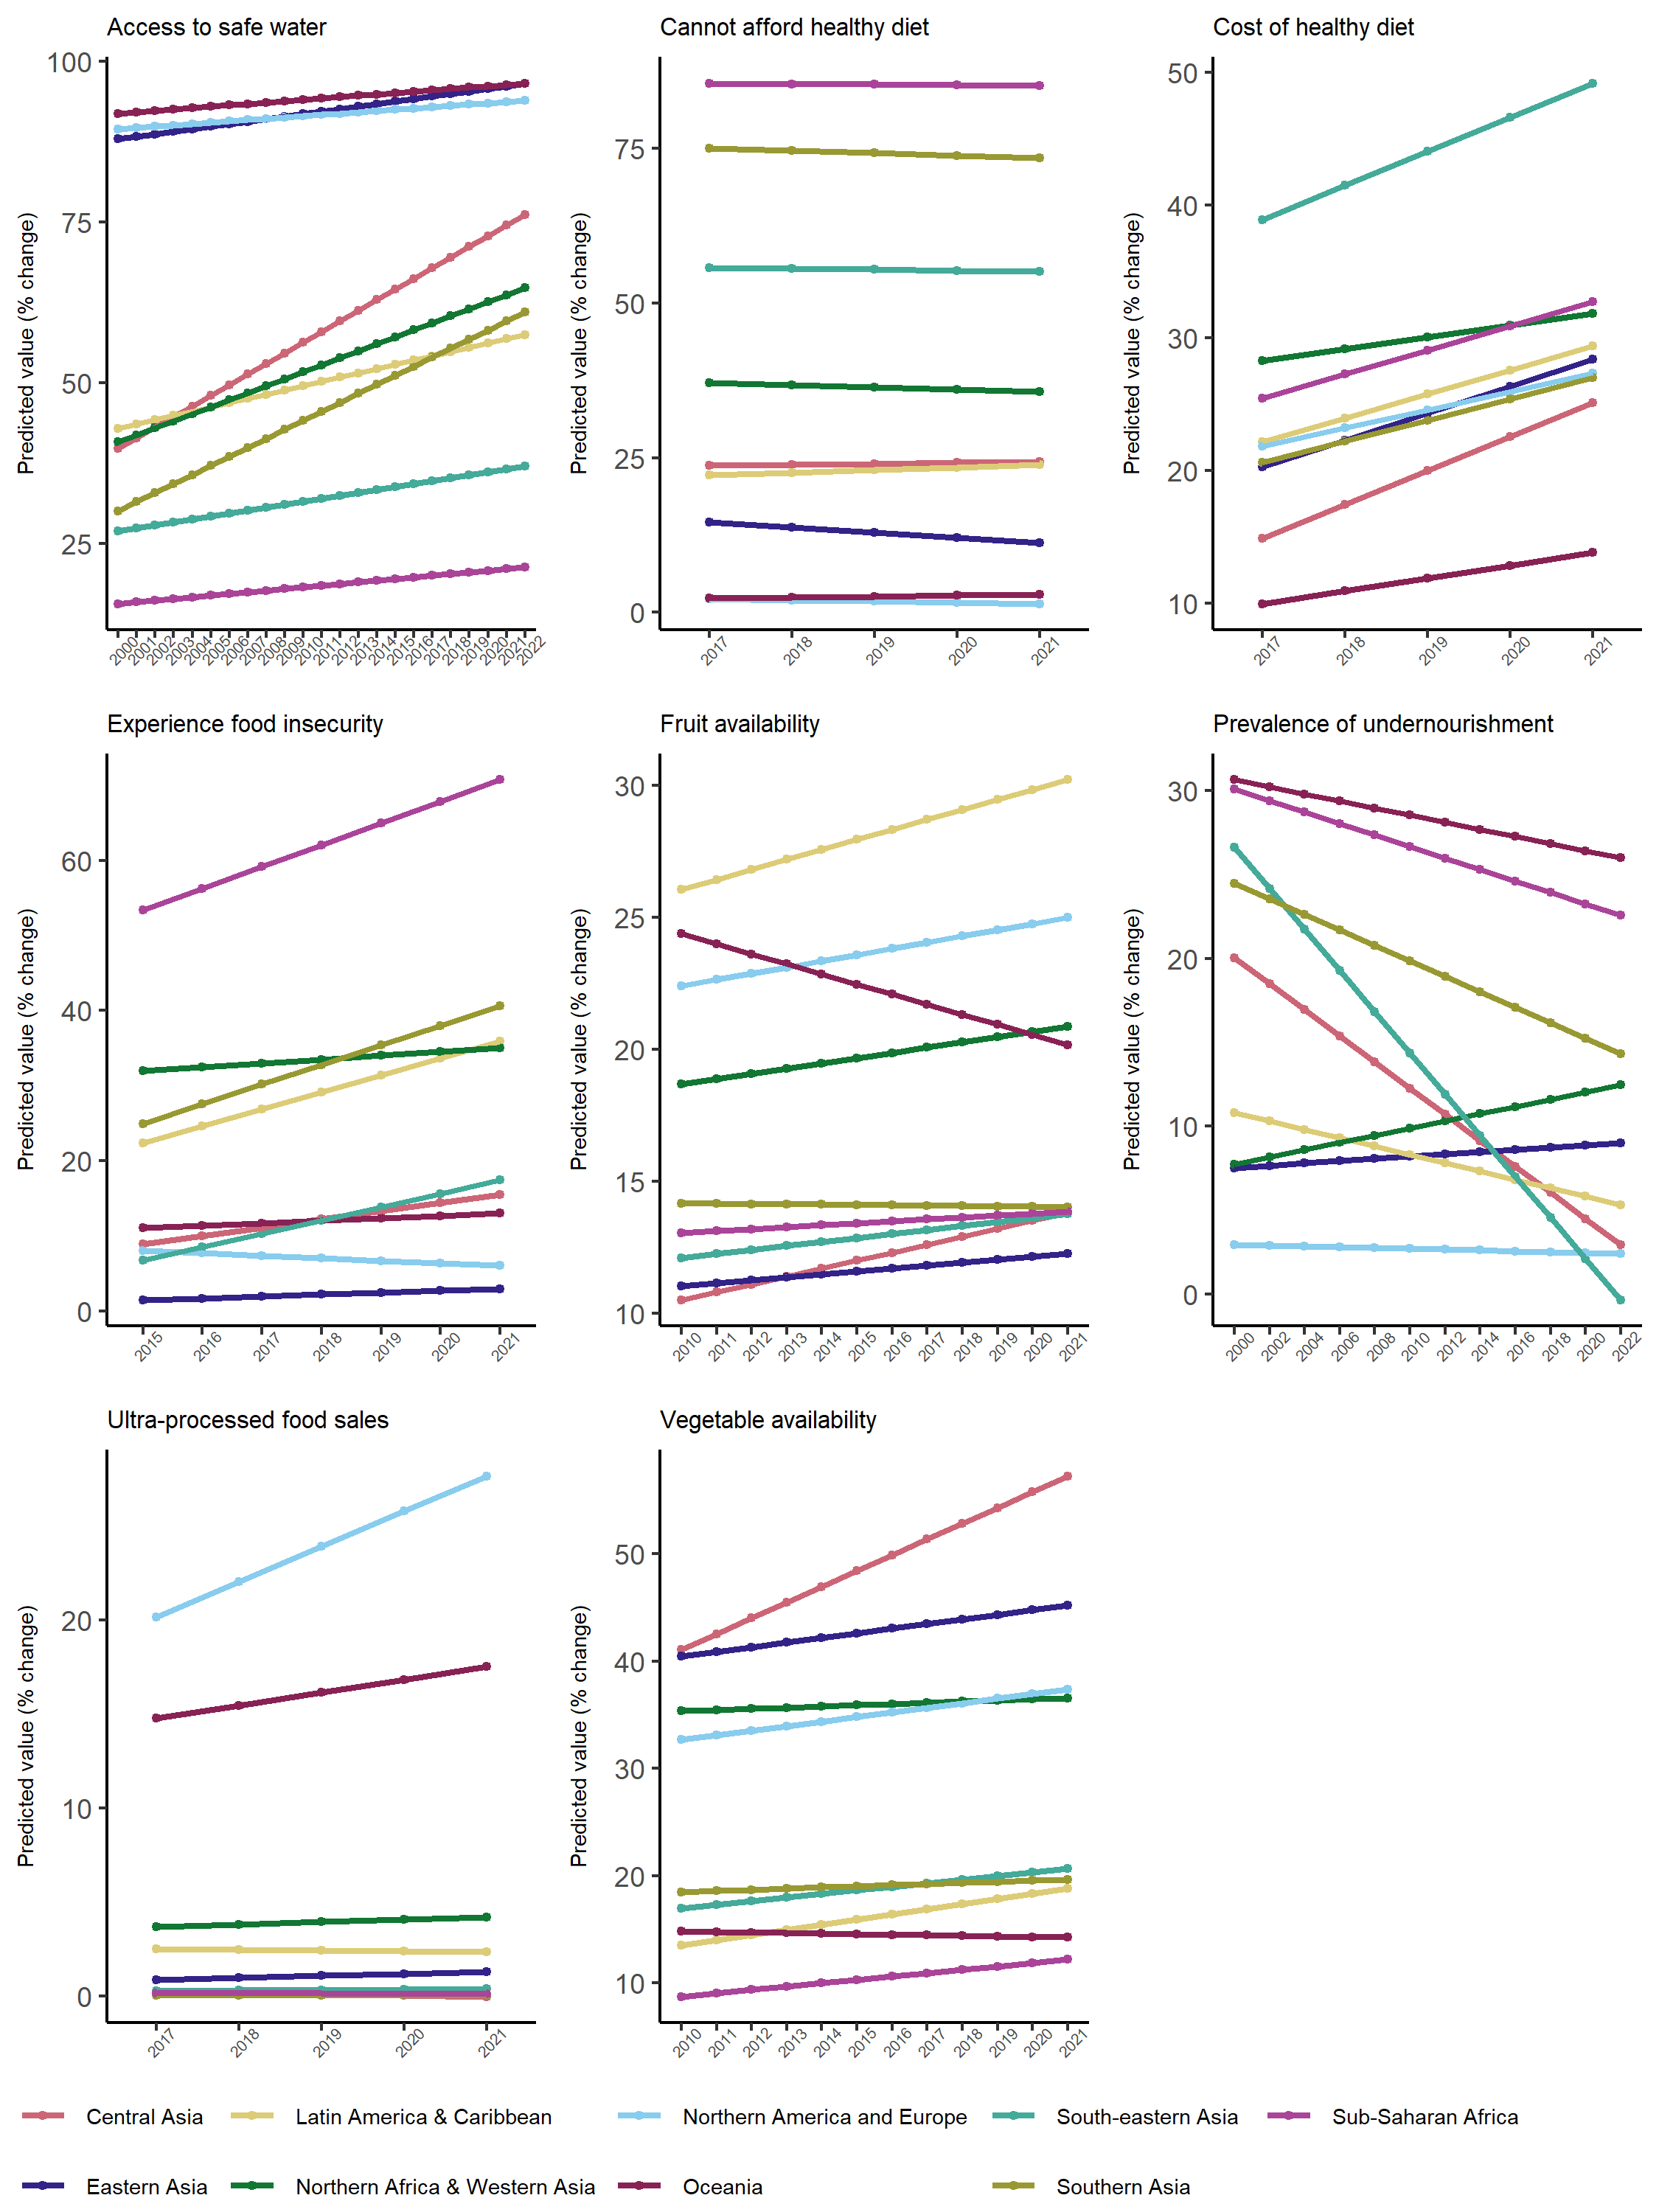 Access to safe water
Cannot afford healthy diet
Cost of healthy diet
Predicted value (% change)
100
75
50
25
2000 2001 2002 2003 2004 2005 2006 2007 2008 2009 2010 2011 2012 2013 2014 2015 2016 2017 2018 2019 2020 2021 2022
Predicted value (% change)
75
50
25
0
2017 2018 2019 2020 2021
Predicted value (% change)
50
40
30
20
10
2017 2018 2019 2020 2021
Experience food insecurity
Fruit availability
Prevalence of undernourishment
Predicted value (% change)
60
40
20
0
2015 2016 2017 2018 2019 2020 2021
Predicted value (% change)
30
25
20
15
10
2010 2011 2012 2013 2014 2015 2016 2017 2018 2019 2020 2021
Predicted value (% change)
30
20
10
0
2000 2002 2004 2006 2008 2010 2012 2014 2016 2018 2020 2022
Ultra-processed food sales
Vegetable availability
Predicted value (% change)
20
10
0
2017 2018 2019 2020 2021
Predicted value (% change)
50
40
30
20
10
2010 2011 2012 2013 2014 2015 2016 2017 2018 2019 2020 2021
Central Asia Latin America & Caribbean Northern America and Europe South-eastern Asia Sub-Saharan Africa
Eastern Asia Northern Africa & Western Asia Oceania Southern Asia